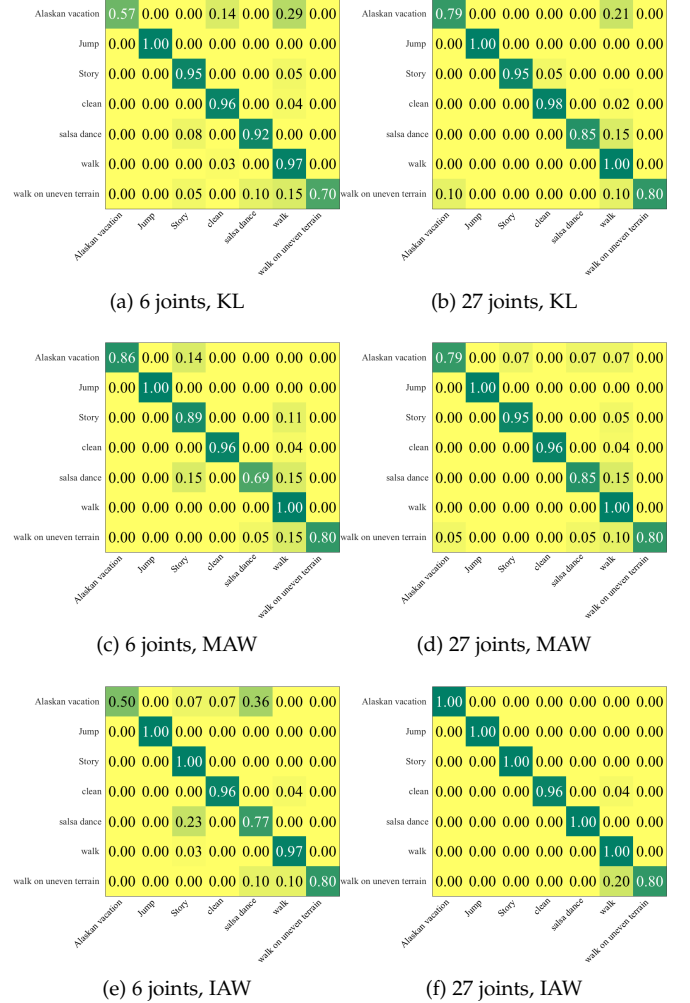 Alaskan vacation 0.57 0.00 0.00 0.14 0.00 0.29 0.00
Jump 0.00 1.00 0.00 0.00 0.00 0.00 0.00
Story 0.00 0.00 0.95 0.00 0.00 0.05 0.00
clean 0.00 0.00 0.00 0.96 0.00 0.04 0.00
salsa dance 0.00 0.00 0.08 0.00 0.92 0.00 0.00
walk 0.00 0.00 0.00 0.03 0.00 0.97 0.00
walk on uneven terrain 0.00 0.00 0.05 0.00 0.10 0.15 0.70
Alaskan vacation Jump Story clean salsa dance walk walk on uneven terrain
(a) 6 joints, KL
Alaskan vacation 0.79 0.00 0.00 0.00 0.00 0.21 0.00
Jump 0.00 1.00 0.00 0.00 0.00 0.00 0.00
Story 0.00 0.00 0.95 0.05 0.00 0.00 0.00
clean 0.00 0.00 0.00 0.98 0.00 0.02 0.00
salsa dance 0.00 0.00 0.00 0.00 0.85 0.15 0.00
walk 0.00 0.00 0.00 0.00 0.00 1.00 0.00
walk on uneven terrain 0.10 0.00 0.00 0.00 0.00 0.10 0.80
Alaskan vacation Jump Story clean salsa dance walk walk on uneven terrain
(b) 27 joints, KL
Alaskan vacation 0.86 0.00 0.14 0.00 0.00 0.00 0.00
Jump 0.00 1.00 0.00 0.00 0.00 0.00 0.00
Story 0.00 0.00 0.89 0.00 0.00 0.11 0.00
clean 0.00 0.00 0.00 0.96 0.00 0.04 0.00
salsa dance 0.00 0.00 0.15 0.00 0.69 0.15 0.00
walk 0.00 0.00 0.00 0.00 0.00 1.00 0.00
walk on uneven terrain 0.00 0.00 0.00 0.00 0.05 0.15 0.80
Alaskan vacation Jump Story clean salsa dance walk walk on uneven terrain
(c) 6 joints, MAW
Alaskan vacation 0.79 0.00 0.07 0.00 0.07 0.07 0.00
Jump 0.00 1.00 0.00 0.00 0.00 0.00 0.00
Story 0.00 0.00 0.95 0.00 0.00 0.05 0.00
clean 0.00 0.00 0.00 0.96 0.00 0.04 0.00
salsa dance 0.00 0.00 0.00 0.00 0.85 0.15 0.00
walk 0.00 0.00 0.00 0.00 0.00 1.00 0.00
walk on uneven terrain 0.05 0.00 0.00 0.00 0.05 0.10 0.80
Alaskan vacation Jump Story clean salsa dance walk walk on uneven terrain
(d) 27 joints, MAW
Alaskan vacation 0.50 0.00 0.07 0.07 0.36 0.00 0.00
Jump 0.00 1.00 0.00 0.00 0.00 0.00 0.00
Story 0.00 0.00 1.00 0.00 0.00 0.00 0.00
clean 0.00 0.00 0.00 0.96 0.00 0.04 0.00
salsa dance 0.00 0.00 0.23 0.00 0.77 0.00 0.00
walk 0.00 0.00 0.03 0.00 0.00 0.97 0.00
walk on uneven terrain 0.00 0.00 0.00 0.00 0.10 0.10 0.80
Alaskan vacation Jump Story clean salsa dance walk walk on uneven terrain
(e) 6 joints, IAW
Alaskan vacation 1.00 0.00 0.00 0.00 0.00 0.00 0.00
Jump 0.00 1.00 0.00 0.00 0.00 0.00 0.00
Story 0.00 0.00 1.00 0.00 0.00 0.00 0.00
clean 0.00 0.00 0.00 0.96 0.00 0.04 0.00
salsa dance 0.00 0.00 0.00 0.00 1.00 0.00 0.00
walk 0.00 0.00 0.00 0.00 0.00 1.00 0.00
walk on uneven terrain 0.00 0.00 0.00 0.00 0.00 0.20 0.80
Alaskan vacation Jump Story clean salsa dance walk walk on uneven terrain
(f) 27 joints, IAW